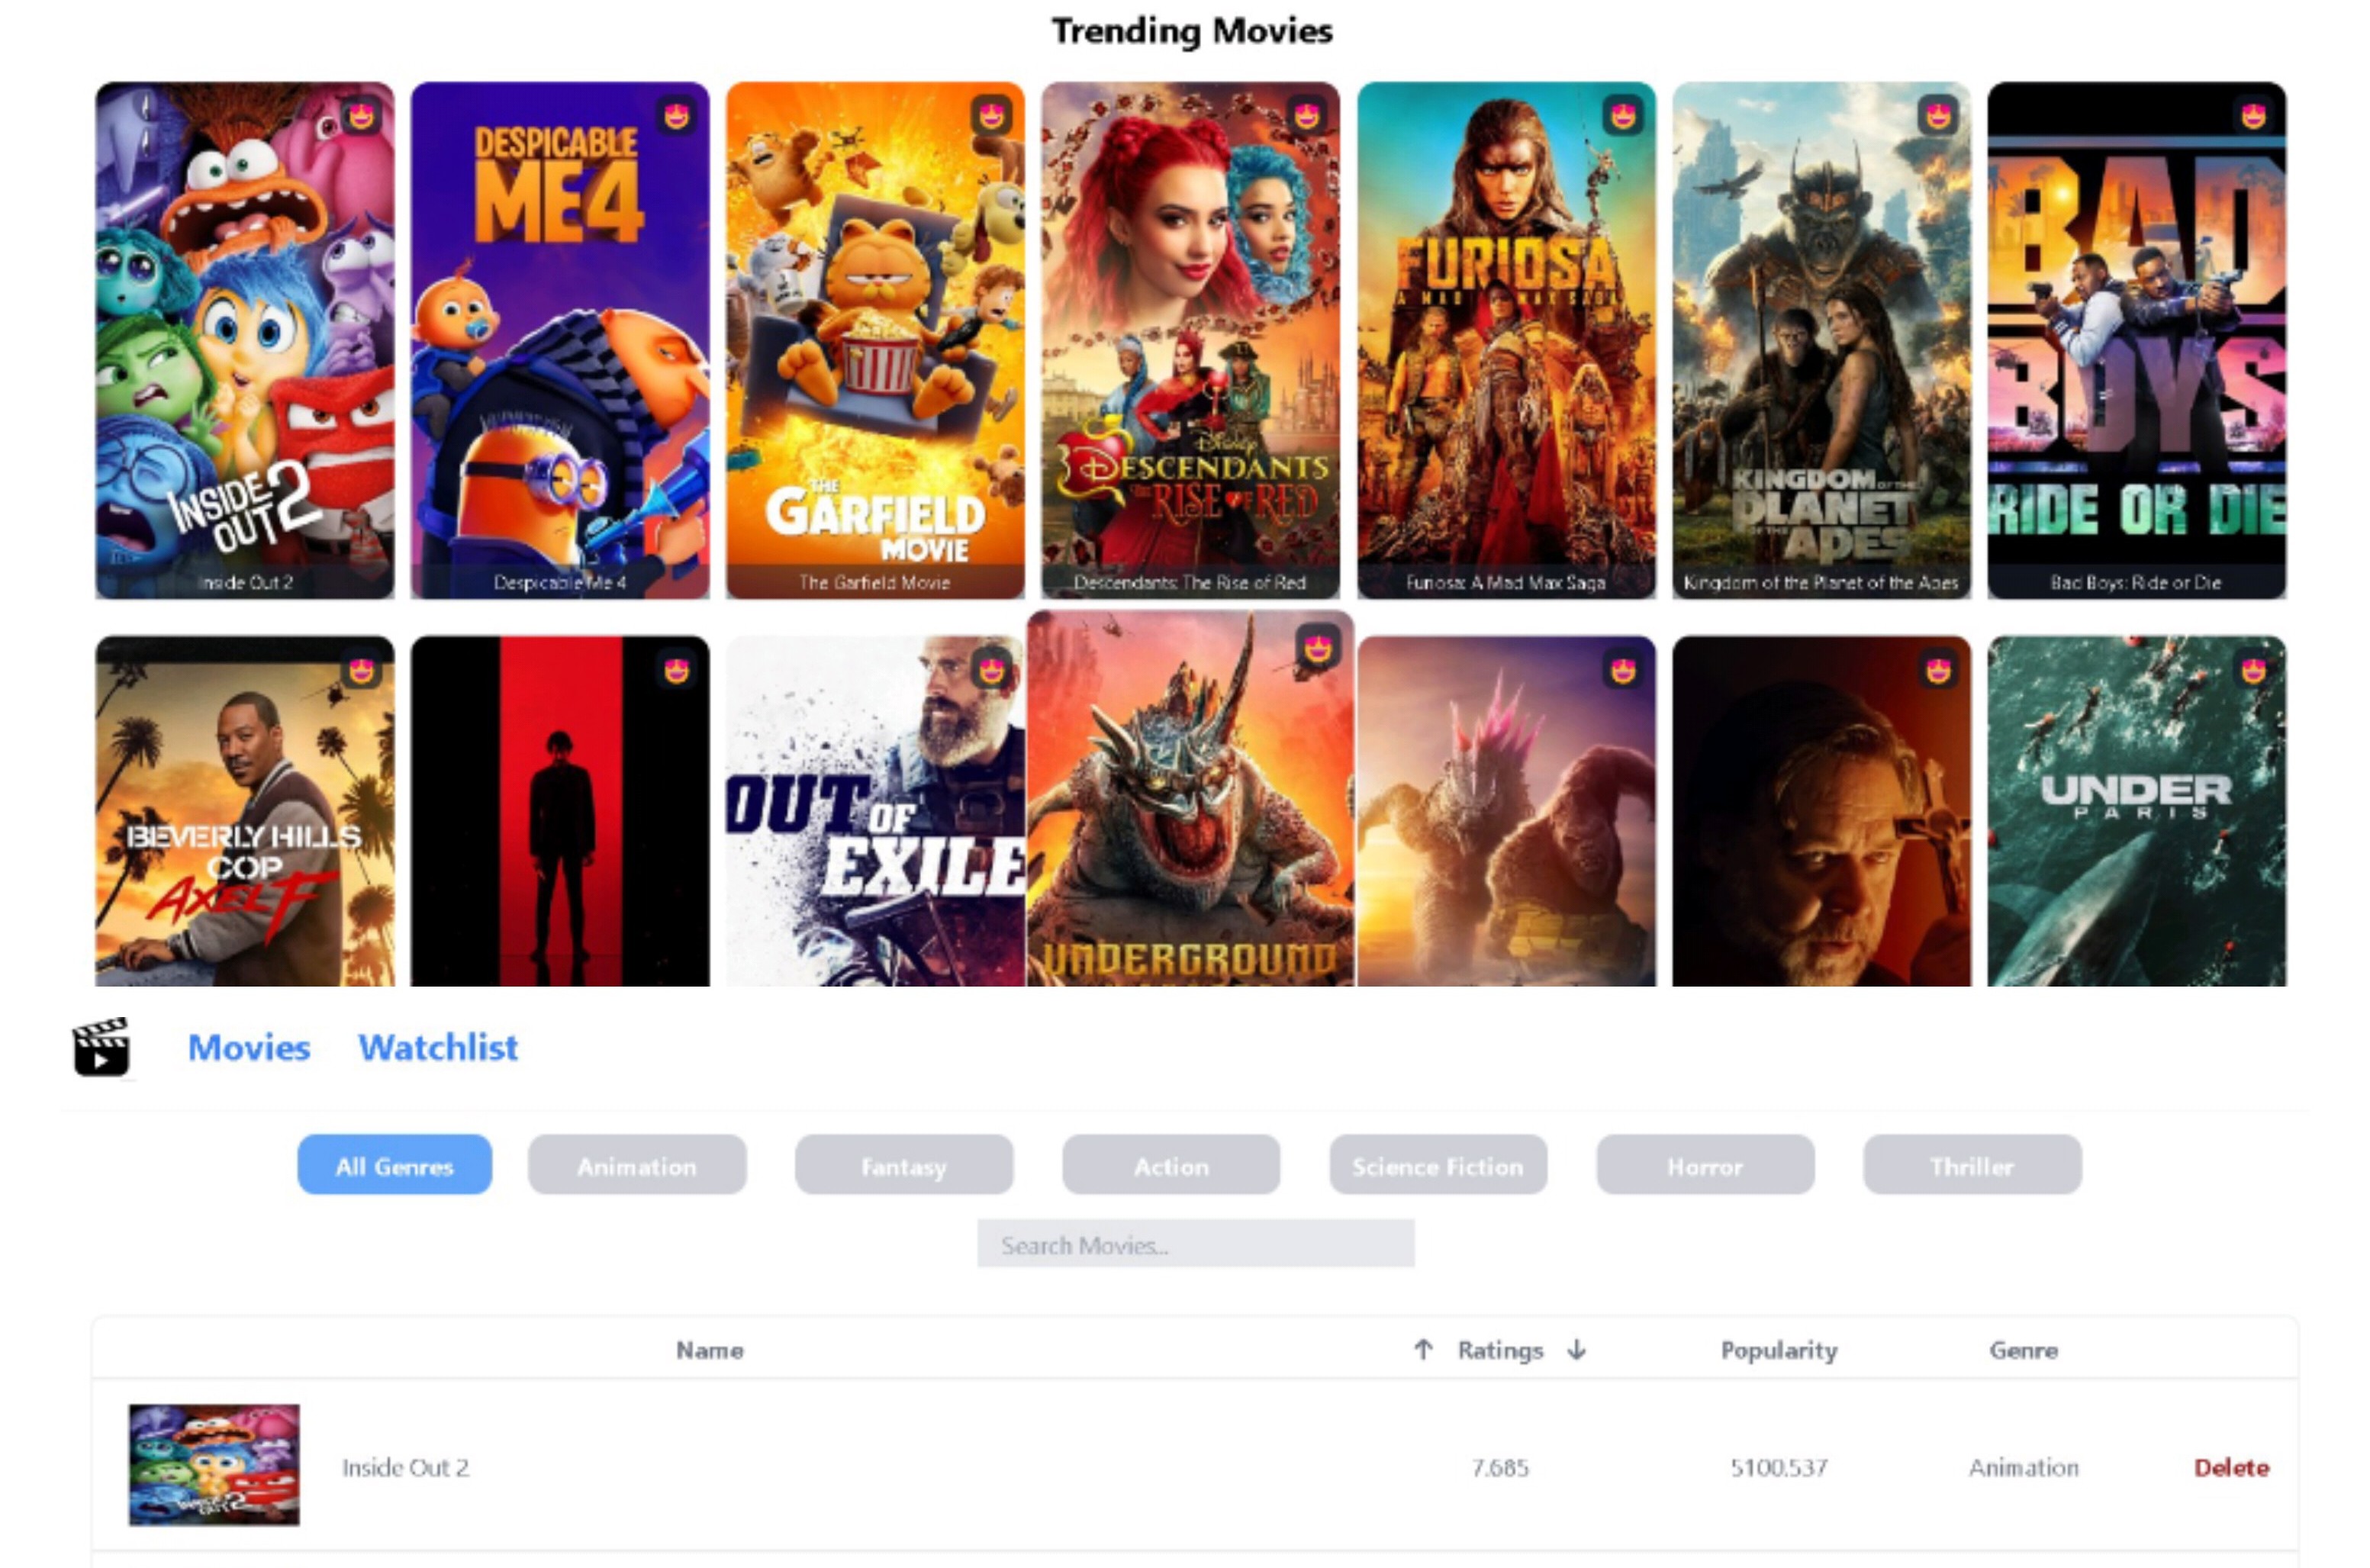 Trending Movies
INSIDE
OUT 2
Inside Out 2
DESPICABLE
ME4
Despicable Me 4
THE
GARFIELD
MOVIE
The Garfield Movie
Disney
DESCENDANTS
THE RISE OF RED
Descendants: The Rise of Red
FURIOSA
A MAD MAX SAGA
Furiosa: A Mad Max Saga
KINGDOM OF THE
PLANET
OF THE
APES
Kingdom of the Planet of the Apes
BAD
BOYS
RIDE OR DIE
Bad Boys: Ride or Die
BEVERLY HILLS
COP
AXEL F
OUT OF
EXILE
UNDERGROUND
UNDER
PARIS
Movies Watchlist
All Genres Animation Fantasy Action Science Fiction Horror Thriller
Search Movies...
Name ↑ Ratings ↓ Popularity Genre
INSIDE
OUT 2
Inside Out 2 7.685 5100.537 Animation Delete